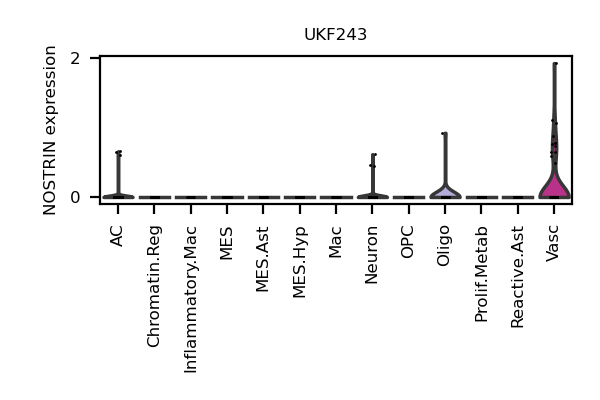 UKF243
NOSTRIN expression
2
0
AC
Chromatin.Reg
Inflammatory.Mac
MES
MES.Ast
MES.Hyp
Mac
Neuron
OPC
Oligo
Prolif.Metab
Reactive.Ast
Vasc